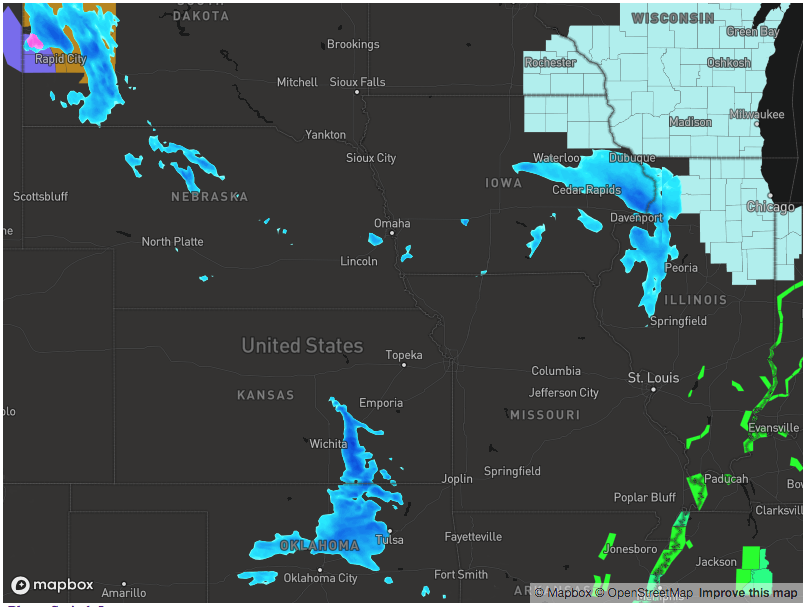 SOUTH
DAKOTA
WISCONSIN
Green Bay
Brookings
Rapid City
Rochester
Oshkosh
Mitchell
Sioux Falls
Milwaukee
Madison
Yankton
Sioux City
Waterloo
Dubuque
IOWA
Cedar Rapids
Scottsbluff
NEBRASKA
Chicago
Davenport
Omaha
North Platte
Lincoln
Peoria
ILLINOIS
Springfield
United States
Topeka
Columbia
St. Louis
KANSAS
Jefferson City
Emporia
MISSOURI
Evansville
Wichita
Springfield
Joplin
Paducah
Poplar Bluff
Tulsa
Fayetteville
OKLAHOMA
Jonesboro
Jackson
Oklahoma City
Fort Smith
mapbox
Amarillo
© Mapbox © OpenStreetMap Improve this map